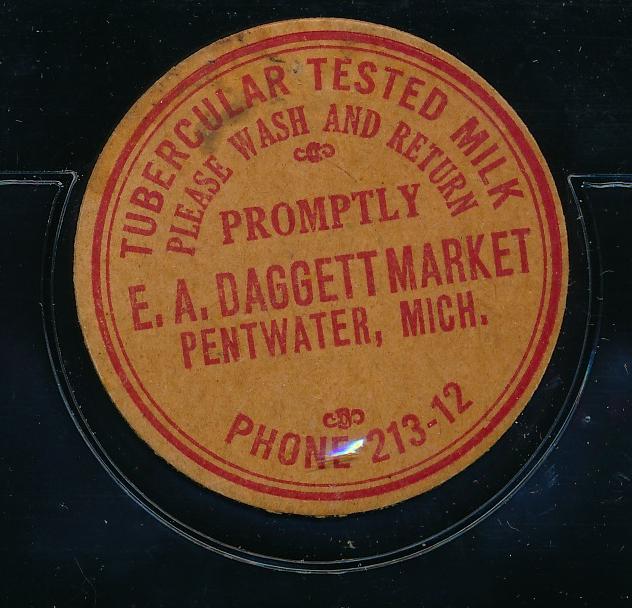 TUBERCULAR TESTED MILK
PLEASE WASH AND RETURN
PROMPTLY
E. A. DAGGETT MARKET
PENTWATER, MICH.
PHONE 213-12